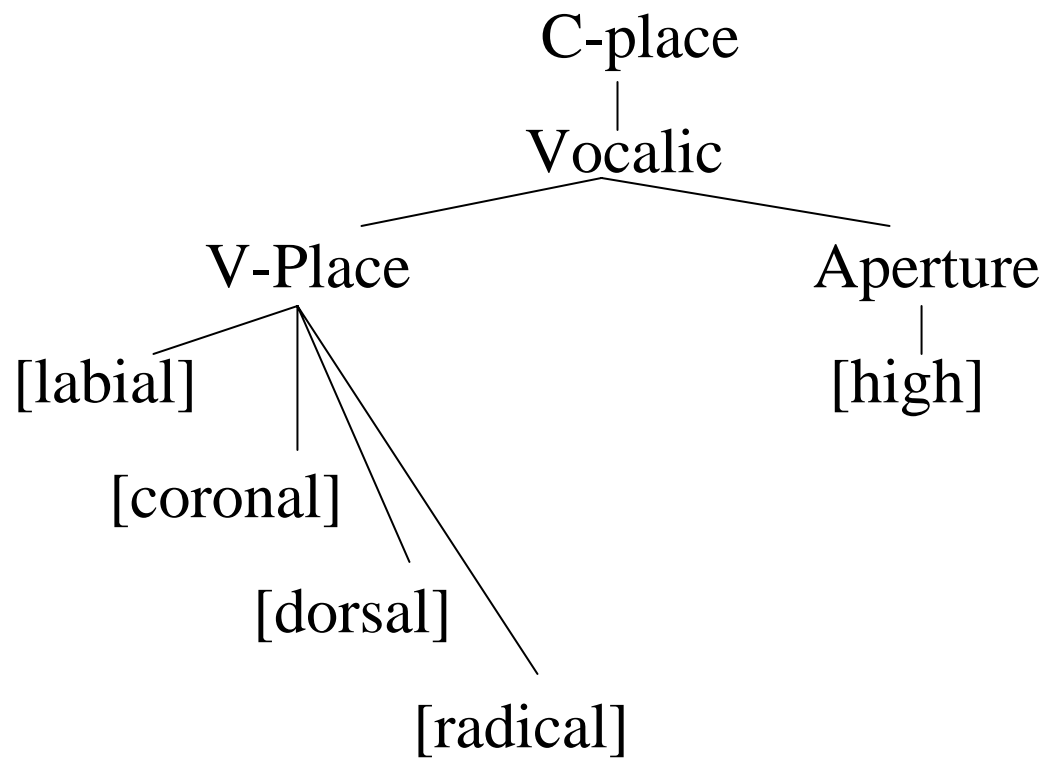 C-place
Vocalic
V-Place Aperture
[labial] [high]
[coronal]
[dorsal]
[radical]